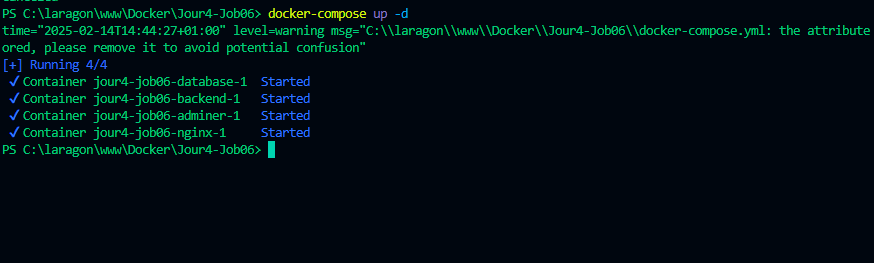 PS C:\laragon\www\Docker\Jour4-Job06> docker-compose up -d
time="2025-02-14T14:44:27+01:00" level=warning msg="C:\\laragon\\www\\Docker\\Jour4-Job06\\docker-compose.yml: the attribute
ored, please remove it to avoid potential confusion"
[+] Running 4/4
✔ Container jour4-job06-database-1 Started
✔ Container jour4-job06-backend-1 Started
✔ Container jour4-job06-adminer-1 Started
✔ Container jour4-job06-nginx-1 Started
PS C:\laragon\www\Docker\Jour4-Job06>